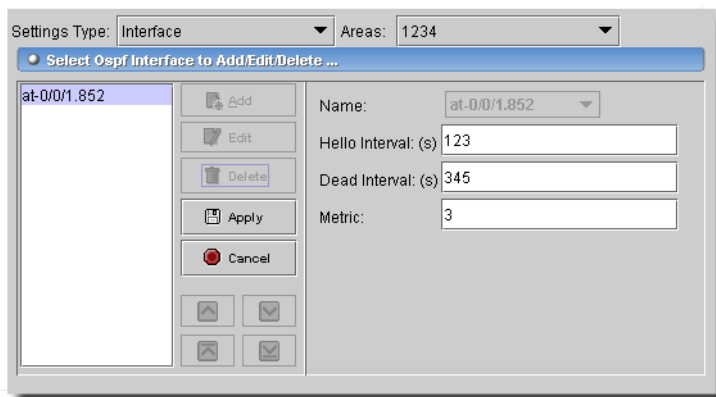 Settings Type: Interface Areas: 1234
Select Ospf Interface to Add/Edit/Delete ...
at-0/0/1.852
Add
Edit
Delete
Apply
Cancel
Name: at-0/0/1.852
Hello Interval: (s) 123
Dead Interval: (s) 345
Metric: 3